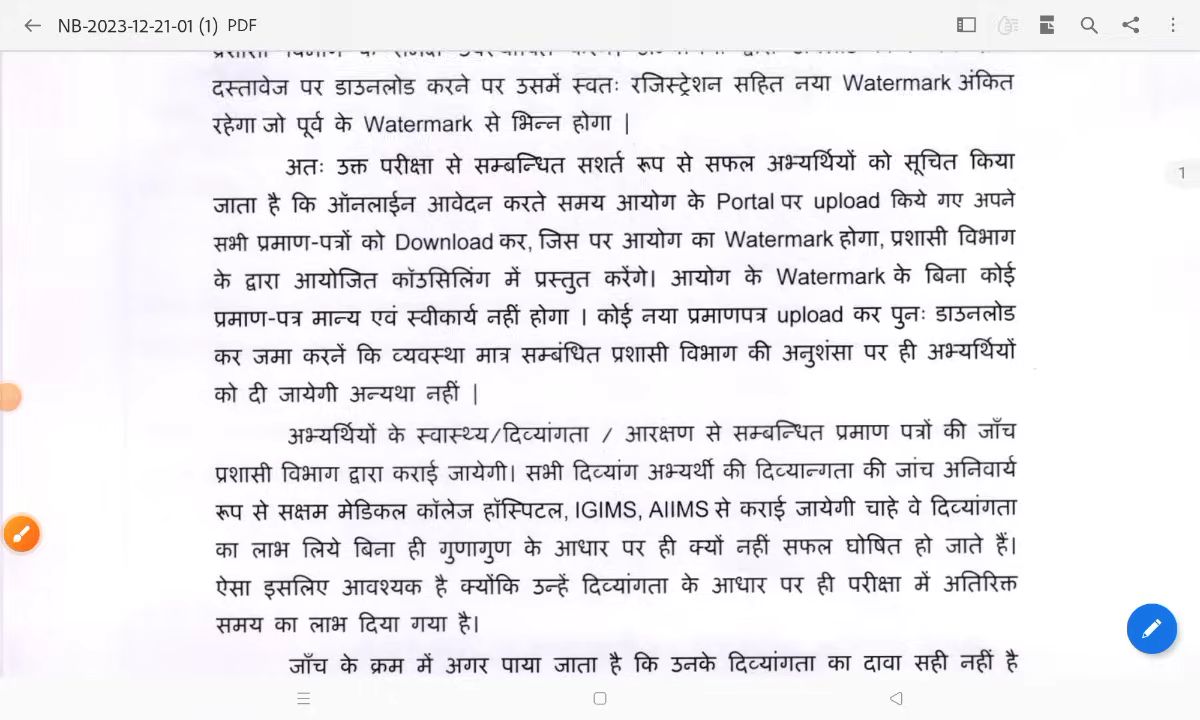 NB-2023-12-21-01 (1) PDF
दस्तावेज पर डाउनलोड करने पर उसमें स्वतः रजिस्ट्रेशन सहित नया Watermark अंकित
रहेगा जो पूर्व के Watermark से भिन्न होगा |
अतः उक्त परीक्षा से सम्बन्धित सशर्त रूप से सफल अभ्यर्थियों को सूचित किया
जाता है कि ऑनलाईन आवेदन करते समय आयोग के Portal पर upload किये गए अपने
सभी प्रमाण-पत्रों को Download कर, जिस पर आयोग का Watermark होगा, प्रशासी विभाग
के द्वारा आयोजित कॉउसिलिंग में प्रस्तुत करेंगे। आयोग के Watermark के बिना कोई
प्रमाण-पत्र मान्य एवं स्वीकार्य नहीं होगा । कोई नया प्रमाणपत्र upload कर पुनः डाउनलोड
कर जमा करनें कि व्यवस्था मात्र सम्बंधित प्रशासी विभाग की अनुशंसा पर ही अभ्यर्थियों
को दी जायेगी अन्यथा नहीं |
अभ्यर्थियों के स्वास्थ्य/दिव्यांगता / आरक्षण से सम्बन्धित प्रमाण पत्रों की जाँच
प्रशासी विभाग द्वारा कराई जायेगी। सभी दिव्यांग अभ्यर्थी की दिव्यान्गता की जांच अनिवार्य
रूप से सक्षम मेडिकल कॉलेज हॉस्पिटल, IGIMS, AIIMS से कराई जायेगी चाहे वे दिव्यांगता
का लाभ लिये बिना ही गुणागुण के आधार पर ही क्यों नहीं सफल घोषित हो जाते हैं।
ऐसा इसलिए आवश्यक है क्योंकि उन्हें दिव्यांगता के आधार पर ही परीक्षा में अतिरिक्त
समय का लाभ दिया गया है।
जाँच के क्रम में अगर पाया जाता है कि उनके दिव्यांगता का दावा सही नहीं है
1